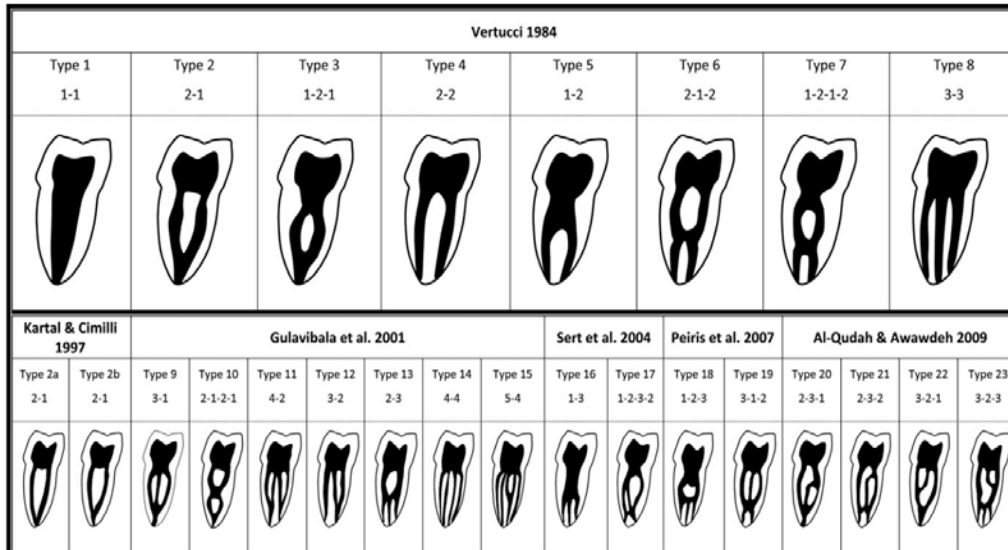 Vertucci 1984
Type 1 Type 2 Type 3 Type 4 Type 5 Type 6 Type 7 Type 8
1-1 2-1 1-2-1 2-2 1-2 2-1-2 1-2-1-2 3-3
Kartal & Cimilli
1997
Gulavibala et al. 2001
Sert et al. 2004
Peiris et al. 2007
Al-Qudah & Awawdeh 2009
Type 2a Type 2b Type 9 Type 10 Type 11 Type 12 Type 13 Type 14 Type 15 Type 16 Type 17 Type 18 Type 19 Type 20 Type 21 Type 22 Type 23
2-1 2-1 3-1 2-1-2-1 4-2 3-2 2-3 4-4 5-4 1-3 1-2-3-2 1-2-3 3-1-2 2-3-1 2-3-2 3-2-1 3-2-3